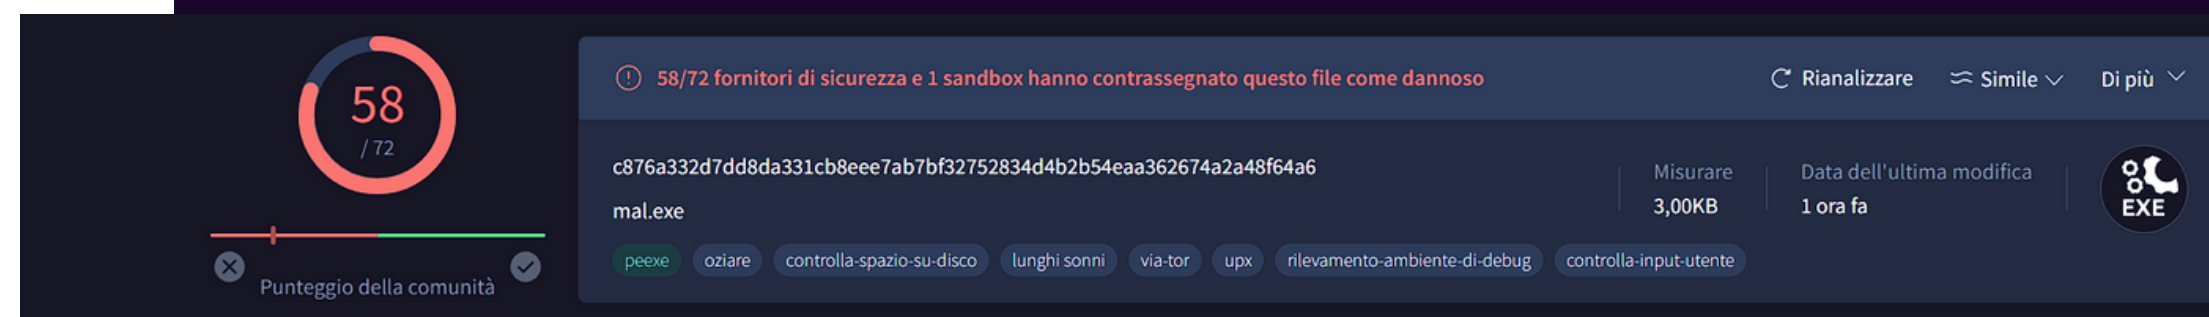 58
/ 72
Punteggio della comunità
58/72 fornitori di sicurezza e 1 sandbox hanno contrassegnato questo file come dannoso
Rianalizzare
Simile
Di più
c876a332d7dd8da331cb8eee7ab7bf32752834d4b2b54eaa362674a2a48f64a6
mal.exe
Misurare
3,00KB
Data dell'ultima modifica
1 ora fa
EXE
peexe
oziare
controlla-spazio-su-disco
lunghi sonni
via-tor
upx
rilevamento-ambiente-di-debug
controlla-input-utente